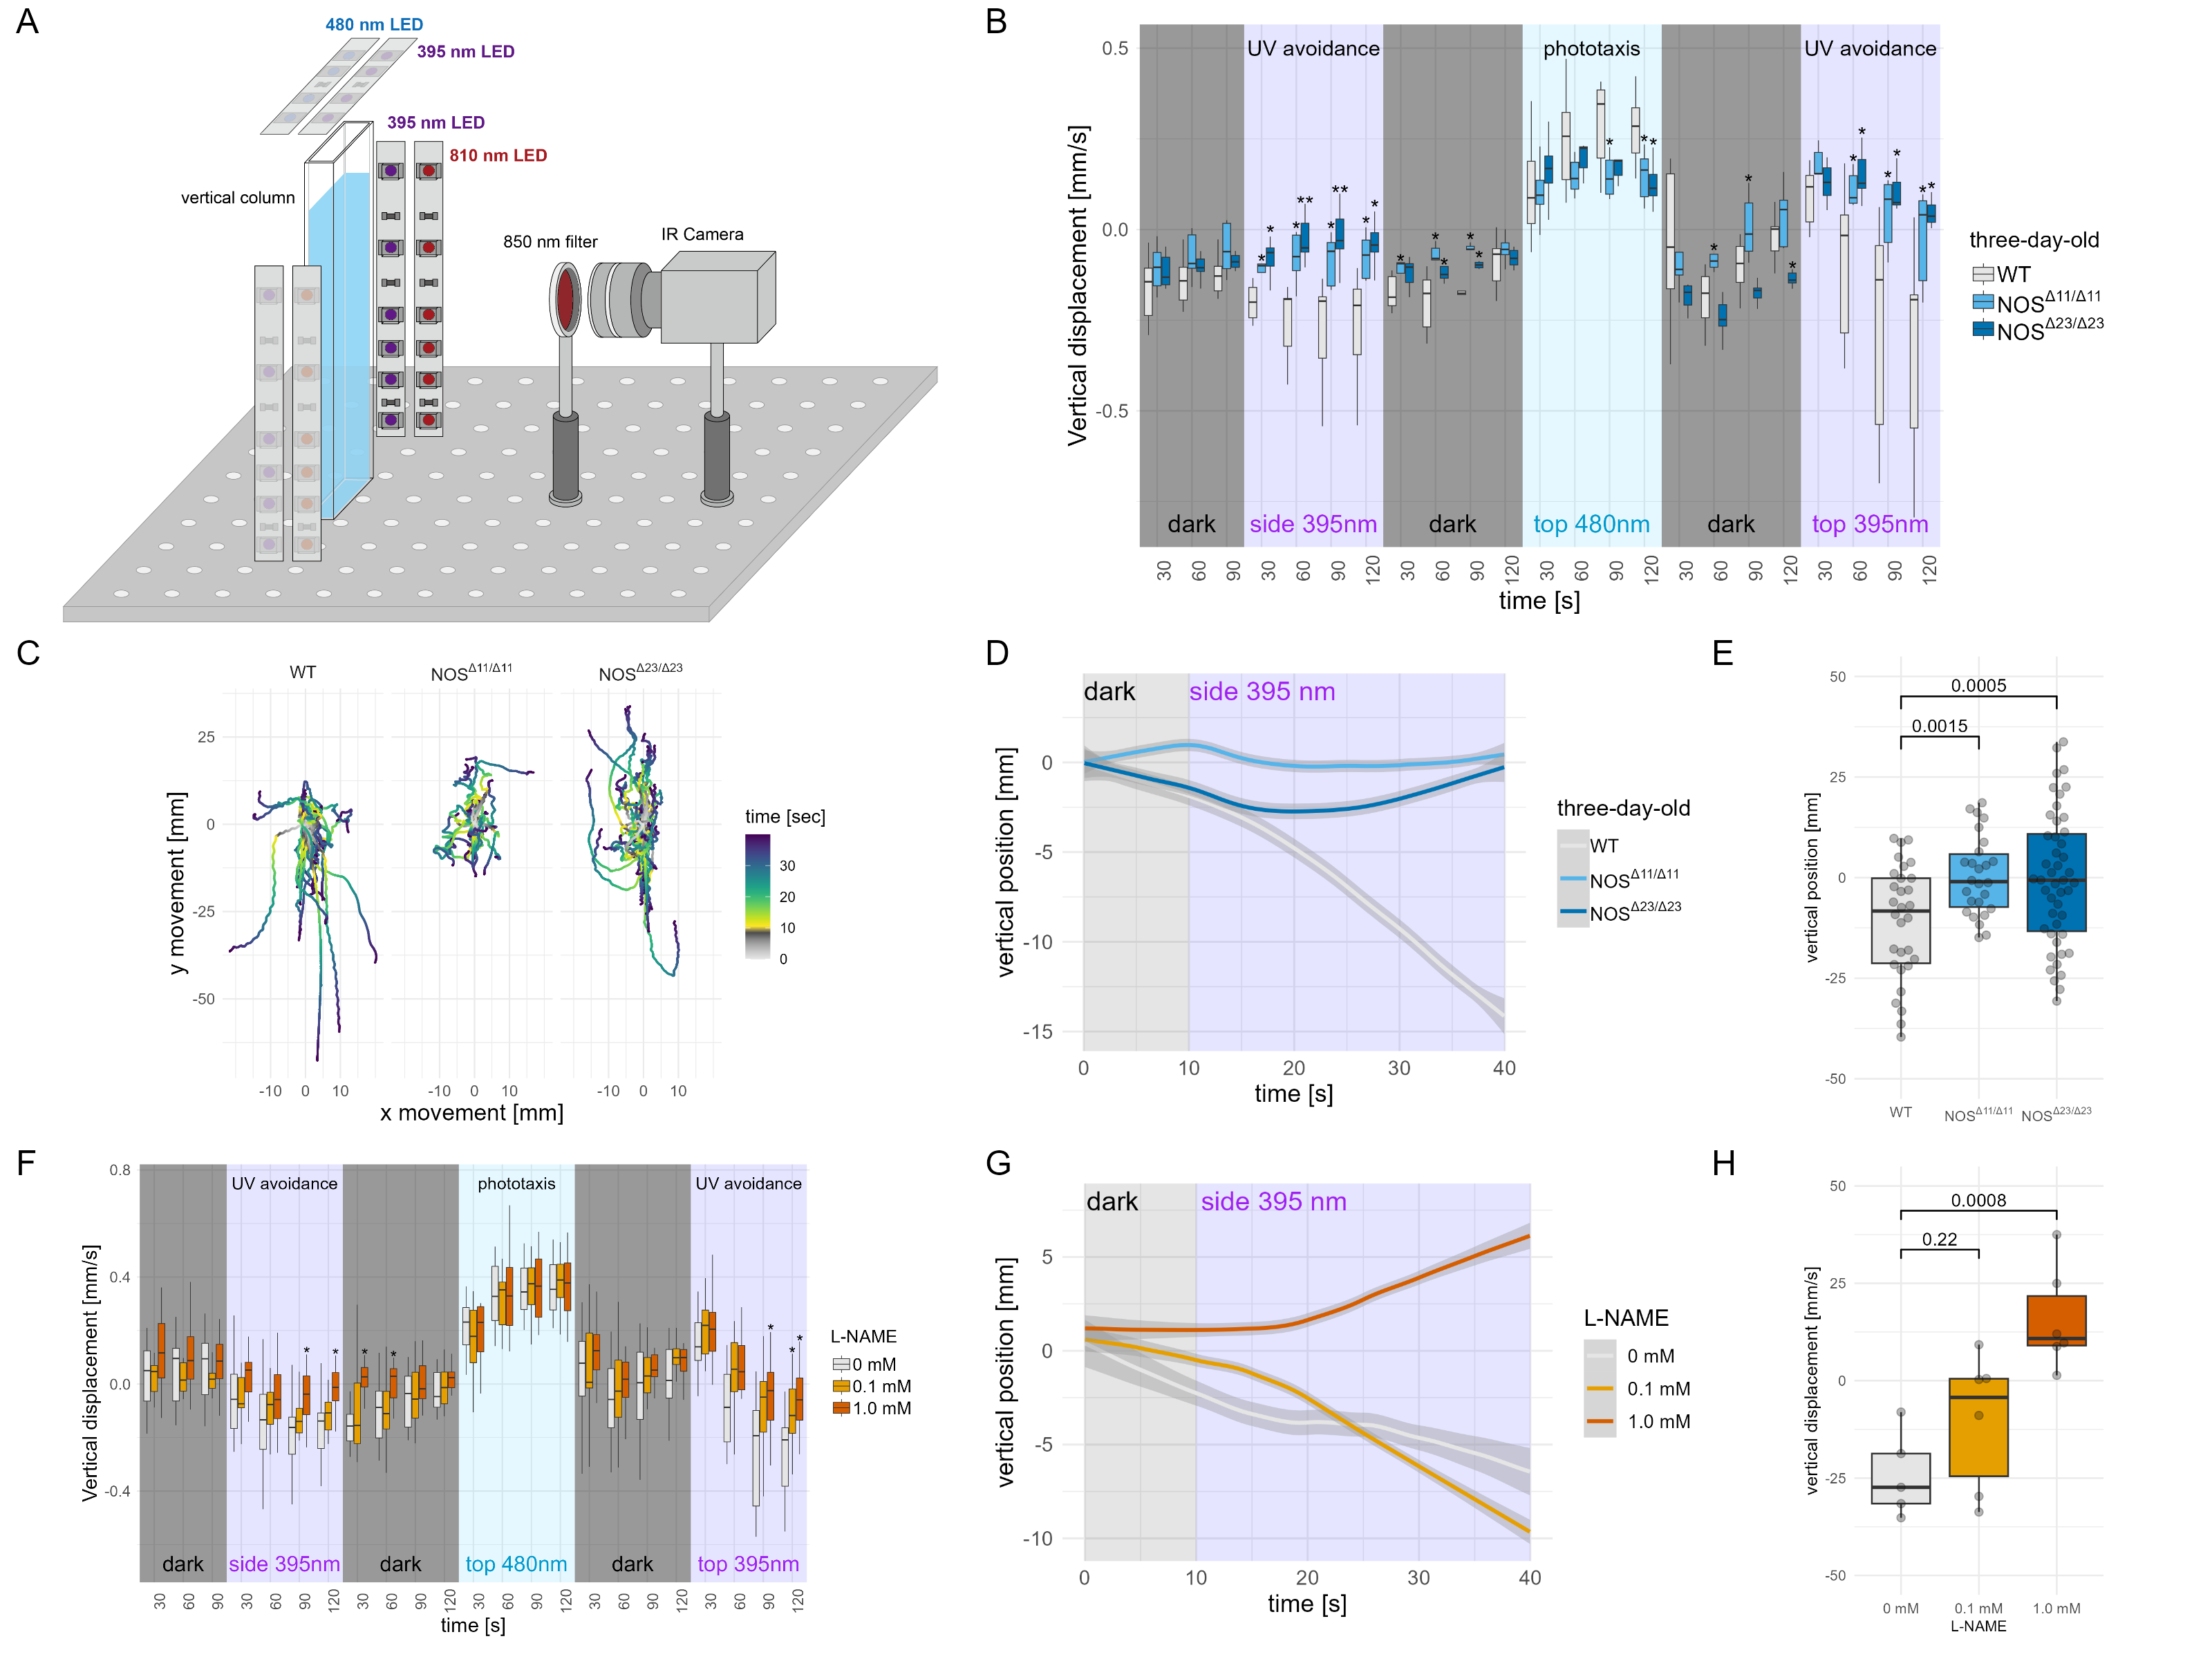 A
480 nm LED
395 nm LED
395 nm LED
810 nm LED
vertical column
850 nm filter
IR Camera
B
Vertical displacement [mm/s]
0.5
0.0
-0.5
UV avoidance
phototaxis
UV avoidance
dark
side 395nm
dark
top 480nm
dark
top 395nm
30 60 90 30 60 90 120 30 60 90 120 30 60 90 120 30 60 90 120 30 60 90 120
time [s]
three-day-old
WT
NOSΔ11/Δ11
NOSΔ23/Δ23
* * * ** * ** * * * * * * * * * * * * * * * * * * * *
C
WT
NOSΔ11/Δ11
NOSΔ23/Δ23
y movement [mm]
25
0
-25
-50
-10 0 10 -10 0 10 -10 0 10
x movement [mm]
time [sec]
30
20
10
0
D
dark
side 395 nm
vertical position [mm]
0
-5
-10
-15
0 10 20 30 40
time [s]
three-day-old
WT
NOSΔ11/Δ11
NOSΔ23/Δ23
E
vertical position [mm]
50
25
0
-25
-50
0.0005
0.0015
WT NOSΔ11/Δ11 NOSΔ23/Δ23
F
Vertical displacement [mm/s]
0.8
0.4
0.0
-0.4
UV avoidance
phototaxis
UV avoidance
* * * * * * *
dark
side 395nm
dark
top 480nm
dark
top 395nm
30 60 90 30 60 90 120 30 60 90 120 30 60 90 120 30 60 90 120 30 60 90 120
time [s]
L-NAME
0 mM
0.1 mM
1.0 mM
G
dark
side 395 nm
vertical position [mm]
5
0
-5
-10
0 10 20 30 40
time [s]
L-NAME
0 mM
0.1 mM
1.0 mM
H
vertical displacement [mm/s]
50
25
0
-25
-50
0.0008
0.22
0 mM 0.1 mM 1.0 mM
L-NAME